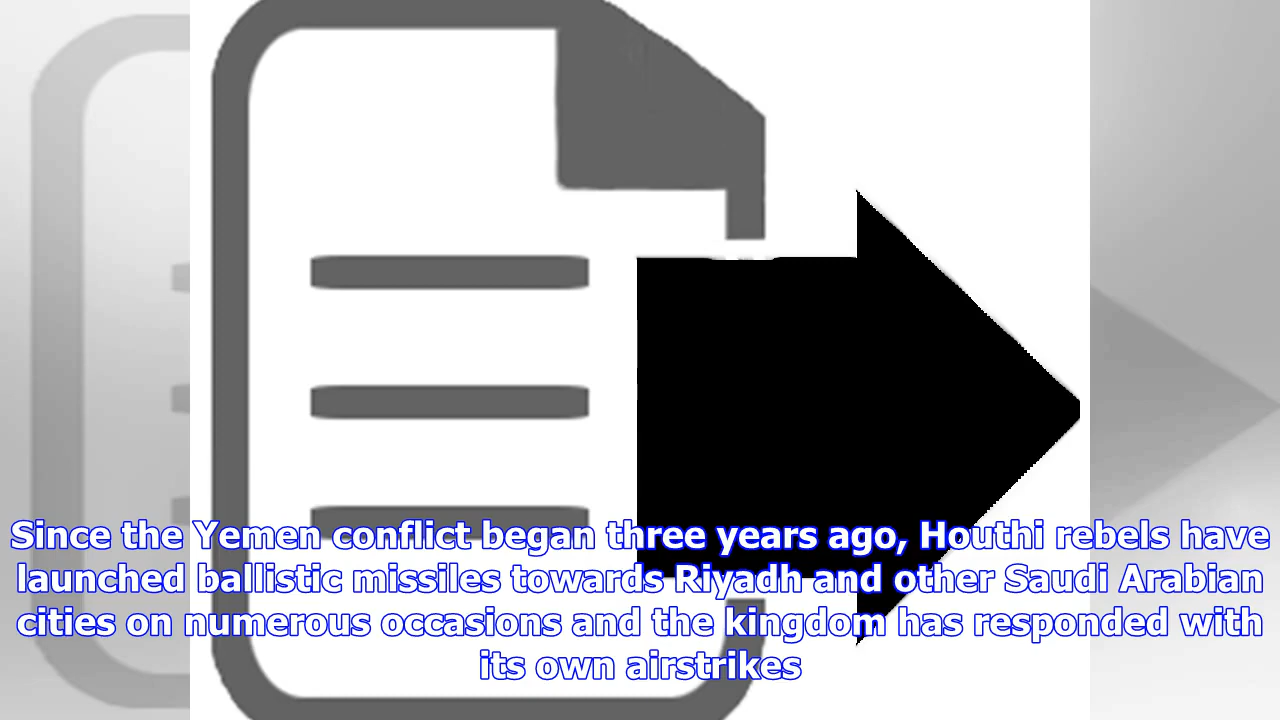 Since the Yemen conflict began three years ago, Houthi rebels have
launched ballistic missiles towards Riyadh and other Saudi Arabian
cities on numerous occasions and the kingdom has responded with
its own airstrikes